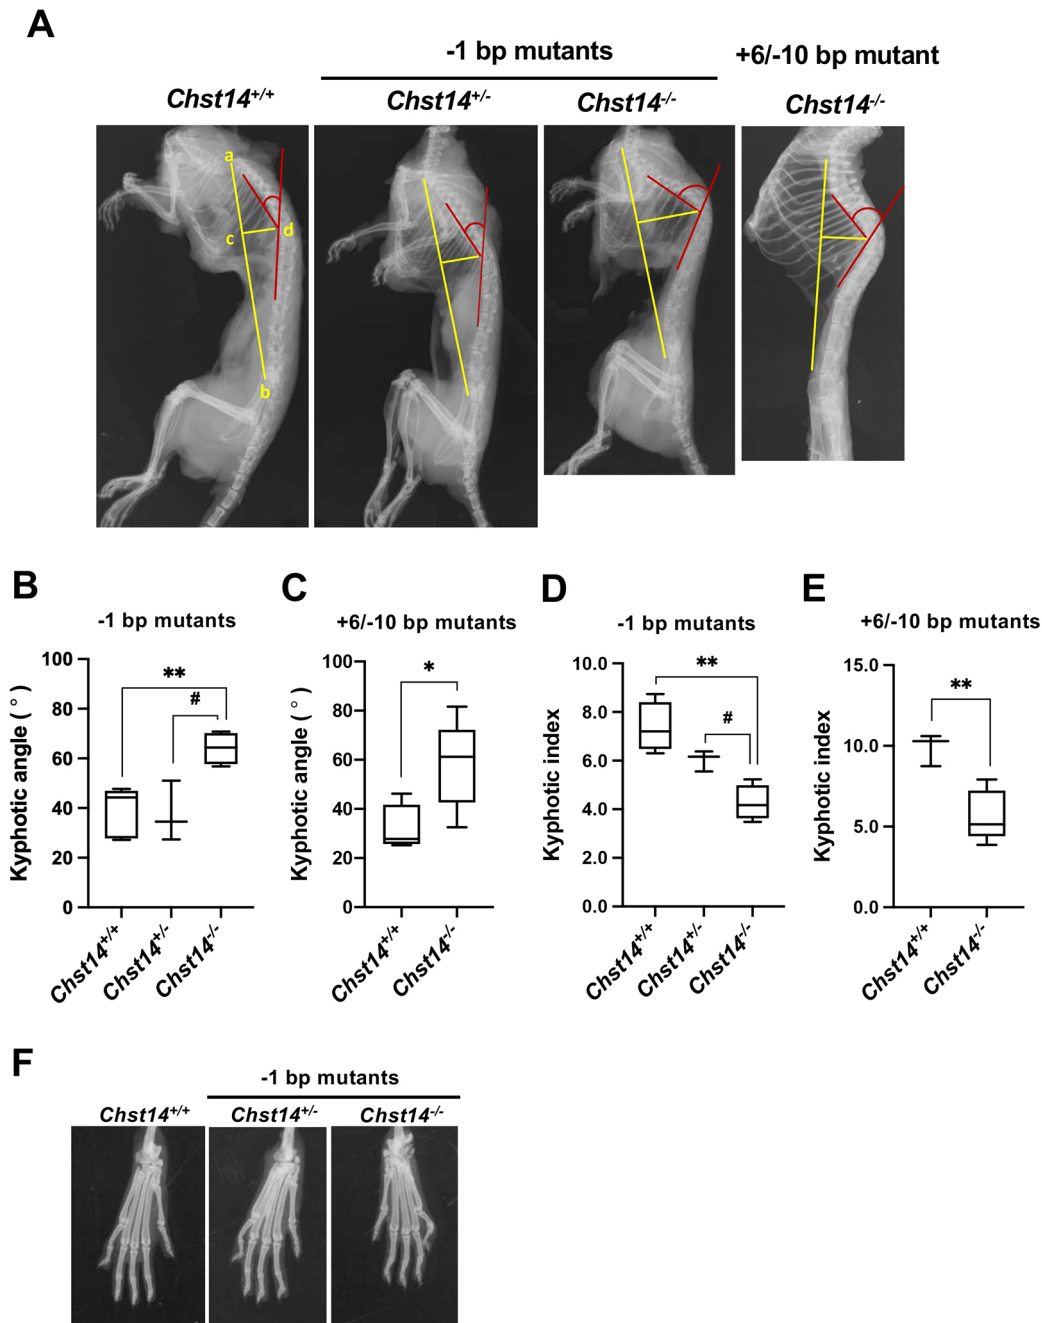 A
-1 bp mutants
+6/-10 bp mutant
Chst14+/+
Chst14+/-
Chst14-/-
Chst14-/-
a
c
d
b
B
-1 bp mutants
Kyphotic angle ( ° )
100
80
60
40
20
0
**
#
Chst14+/+
Chst14+/-
Chst14-/-
C
+6/-10 bp mutants
Kyphotic angle ( ° )
100
80
60
40
20
0
*
Chst14+/+
Chst14-/-
D
-1 bp mutants
Kyphotic index
10.0
8.0
6.0
4.0
2.0
0.0
**
#
Chst14+/+
Chst14+/-
Chst14-/-
E
+6/-10 bp mutants
Kyphotic index
15.0
10.0
5.0
0.0
**
Chst14+/+
Chst14-/-
F
-1 bp mutants
Chst14+/+
Chst14+/-
Chst14-/-